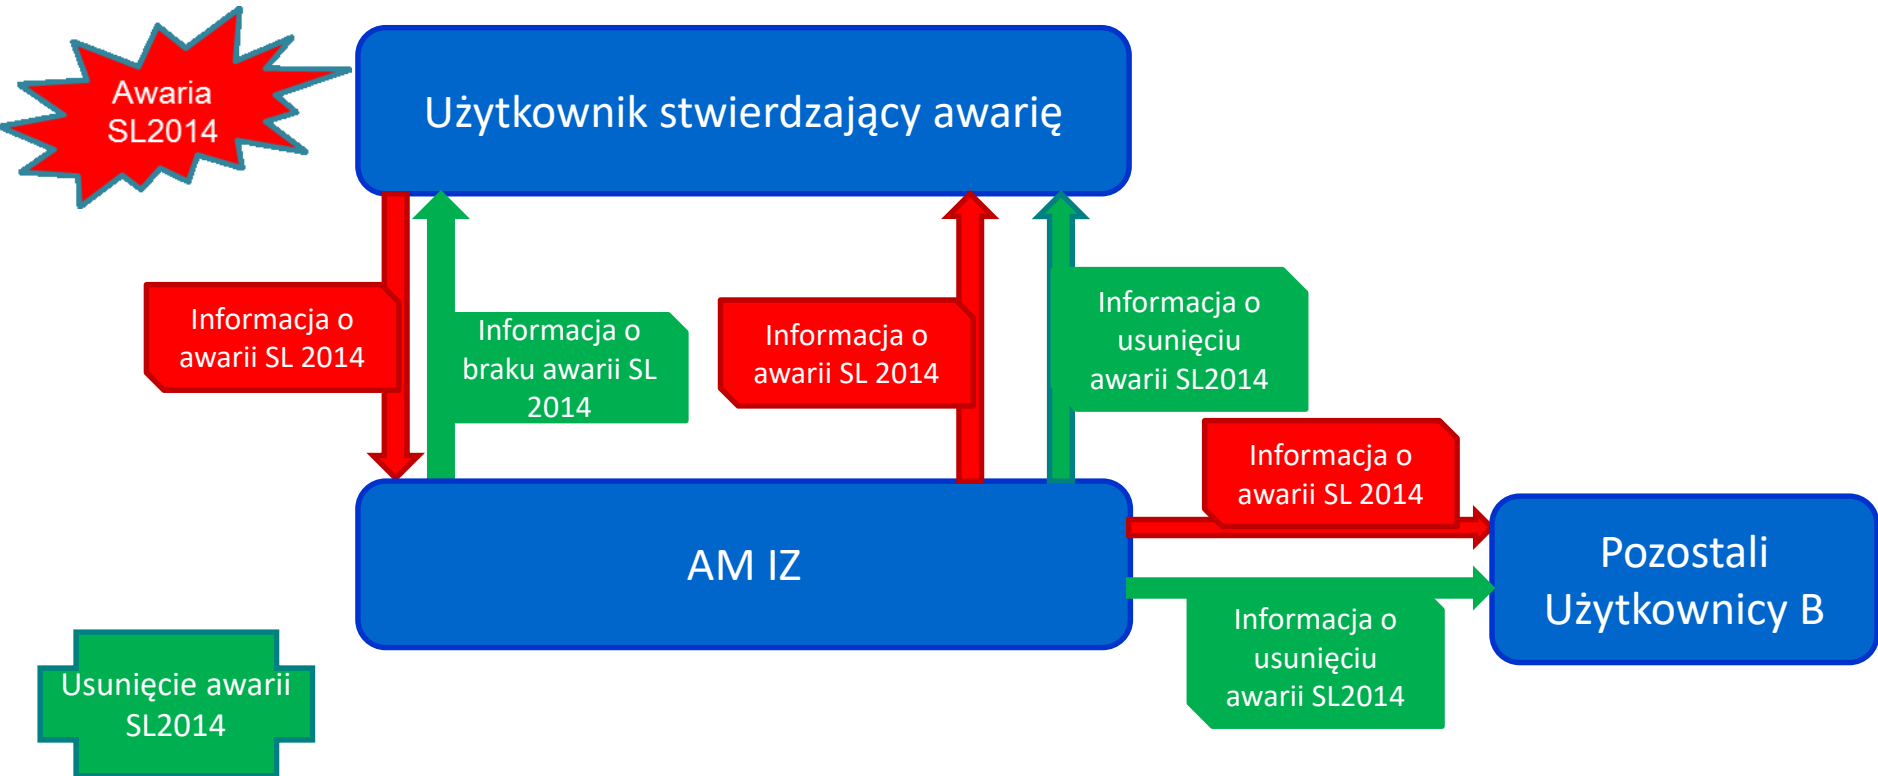 Awaria
SL2014
Użytkownik stwierdzający awarię
Informacja o
awarii SL 2014
Informacja o
braku awarii SL
2014
Informacja o
awarii SL 2014
Informacja o
usunięciu
awarii SL2014
Informacja o
awarii SL 2014
AM IZ
Pozostali
Użytkownicy B
Informacja o
usunięciu
awarii SL2014
Usunięcie awarii
SL2014